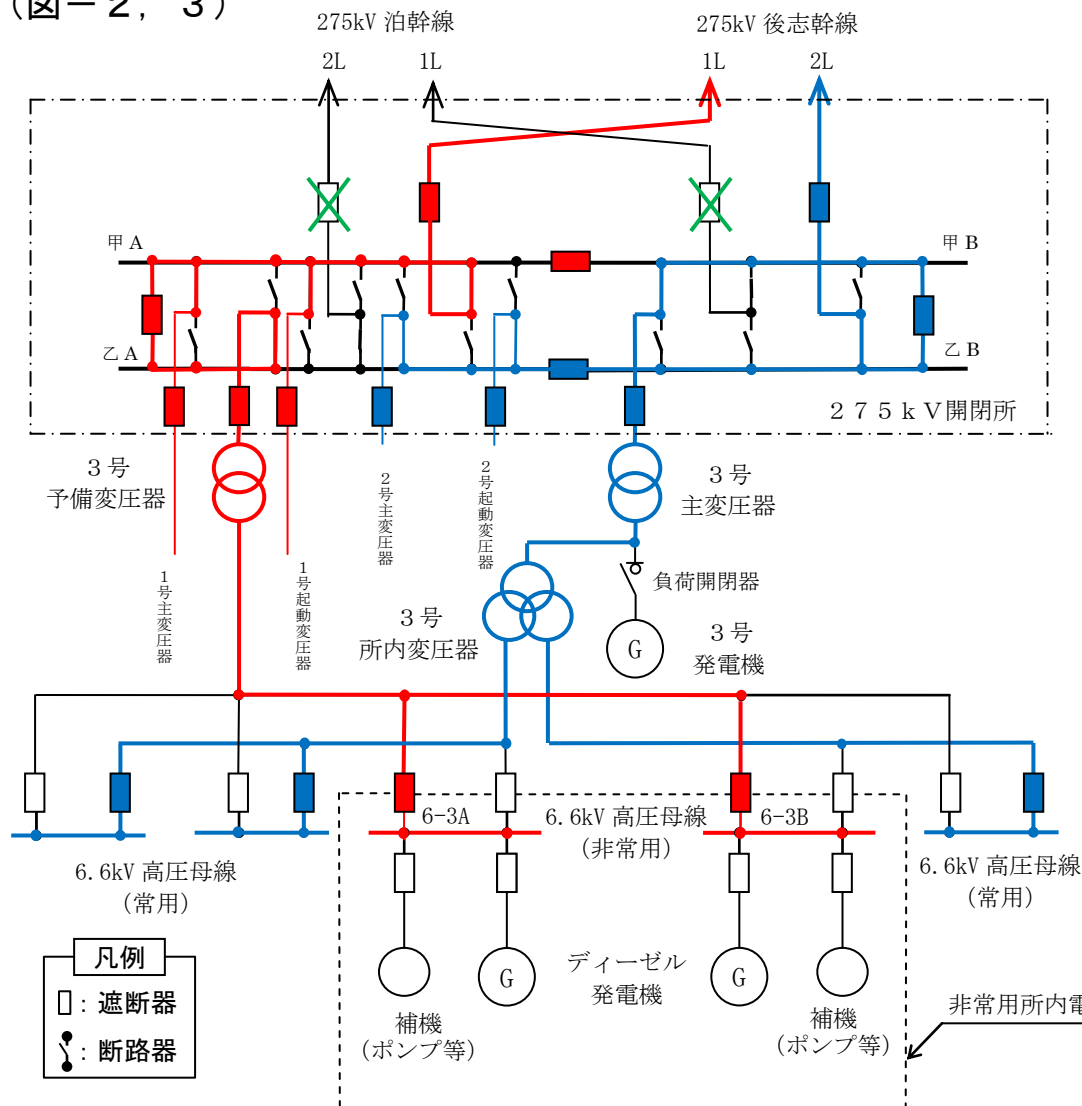 (図－2，3)
275kV 泊幹線
275kV 後志幹線
2L
1L
1L
2L
甲A
甲B
乙A
乙B
275kV開閉所
3号
予備変圧器
1号主変圧器
1号起動変圧器
2号主変圧器
2号起動変圧器
3号
主変圧器
負荷開閉器
3号
所内変圧器
G
3号
発電機
6-3A
6.6kV 高圧母線
(非常用)
6-3B
6.6kV 高圧母線
(常用)
6.6kV 高圧母線
(常用)
凡例
：遮断器
：断路器
G
ディーゼル
発電機
G
補機
(ポンプ等)
補機
(ポンプ等)
非常用所内電